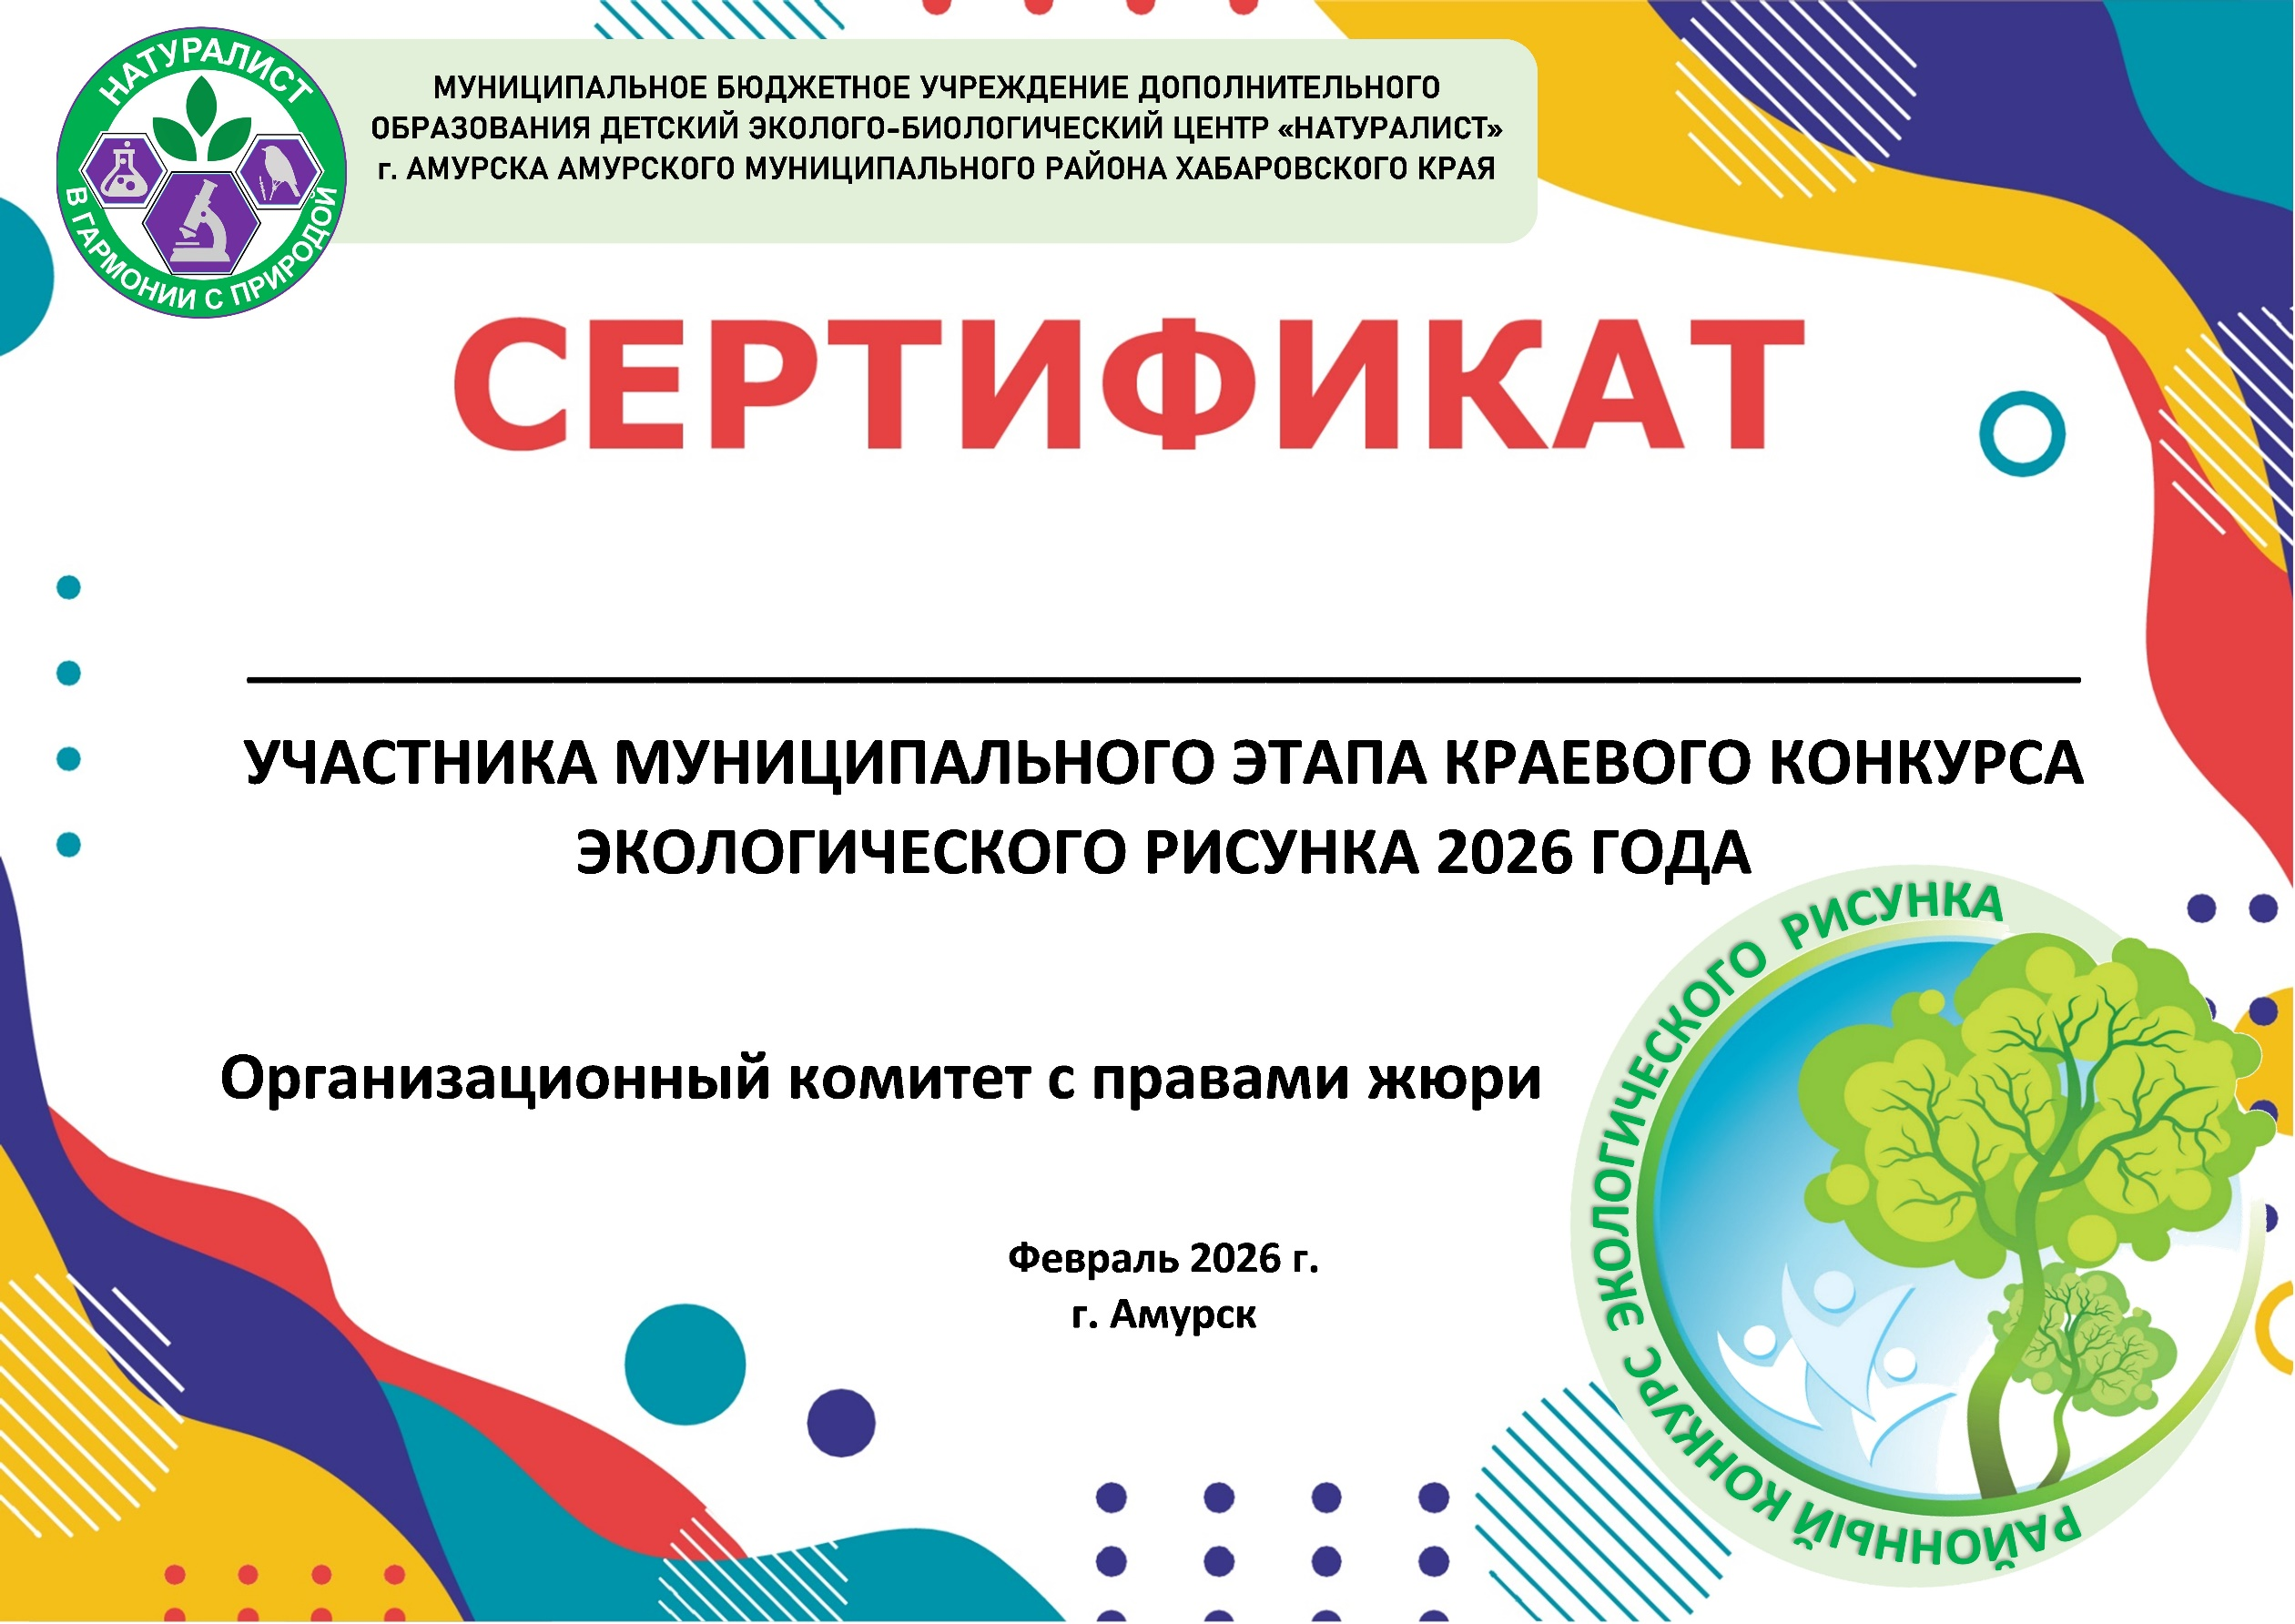 НАТУРАЛИСТ
В ГАРМОНИИ С ПРИРОДОЙ
МУНИЦИПАЛЬНОЕ БЮДЖЕТНОЕ УЧРЕЖДЕНИЕ ДОПОЛНИТЕЛЬНОГО
ОБРАЗОВАНИЯ ДЕТСКИЙ ЭКОЛОГО-БИОЛОГИЧЕСКИЙ ЦЕНТР «НАТУРАЛИСТ»
г. АМУРСКА АМУРСКОГО МУНИЦИПАЛЬНОГО РАЙОНА ХАБАРОВСКОГО КРАЯ
СЕРТИФИКАТ
УЧАСТНИКА МУНИЦИПАЛЬНОГО ЭТАПА КРАЕВОГО КОНКУРСА
ЭКОЛОГИЧЕСКОГО РИСУНКА 2026 ГОДА
Организационный комитет с правами жюри
Февраль 2026 г.
г. Амурск
РАЙОННЫЙ КОНКУРС ЭКОЛОГИЧЕСКОГО РИСУНКА